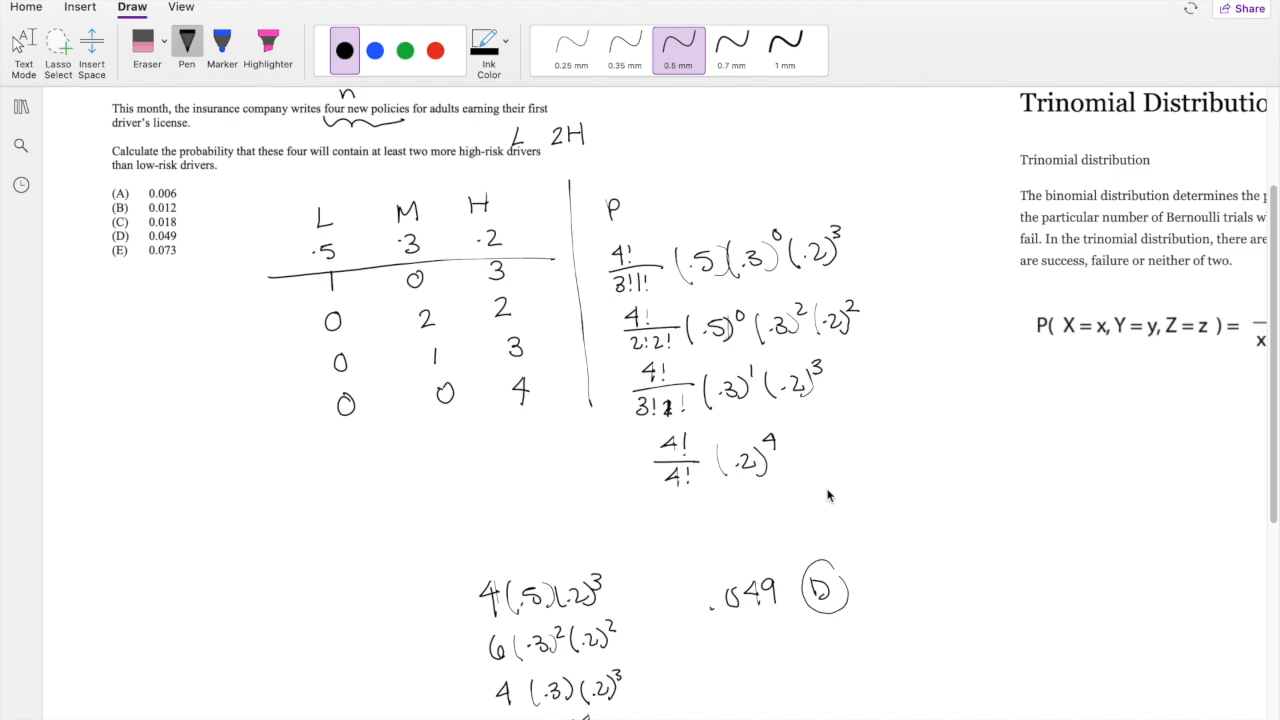 Home Insert Draw View Share
Text Mode
Lasso Select
Insert Space
Eraser
Pen
Marker
Highlighter
Ink Color
0.25 mm
0.35 mm
0.5 mm
0.7 mm
1 mm
n
This month, the insurance company writes four new policies for adults earning their first
driver's license.
L 2H
Calculate the probability that these four will contain at least two more high-risk drivers
than low-risk drivers.
(A) 0.006
(B) 0.012
(C) 0.018
(D) 0.049
(E) 0.073
L M H P
.5 .3 .2
1 0 3 4!/3!1! (.5)(.3)^0 (.2)^3
0 2 2 4!/2!2! (.5)^0 (.3)^2 (.2)^2
0 1 3 4!/3!1! (.3)^1 (.2)^3
0 0 4 4!/4! (.2)^4
4(.5)(.2)^3 .049 D
6(.3)^2 (.2)^2
4 (.3)(.2)^3
Trinomial Distributio
Trinomial distribution
The binomial distribution determines the
the particular number of Bernoulli trials w
fail. In the trinomial distribution, there are
are success, failure or neither of two.
P( X = x, Y = y, Z = z ) =
x